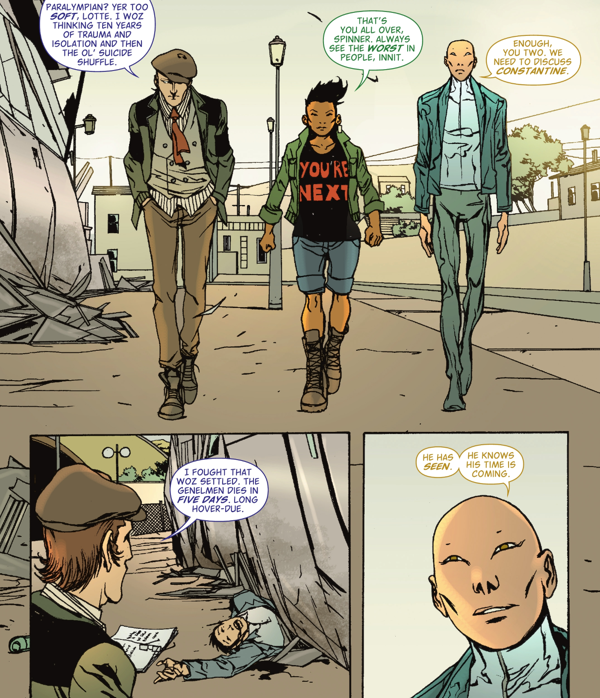 PARALYMPIAN? YER TOO
SOFT, LOTTE. I WOZ
THINKING TEN YEARS
OF TRAUMA AND
ISOLATION AND THEN
THE OL' SUICIDE
SHUFFLE.
THAT'S
YOU ALL OVER,
SPINNER. ALWAYS
SEE THE WORST IN
PEOPLE, INNIT.
ENOUGH,
YOU TWO. WE
NEED TO DISCUSS
CONSTANTINE.
YOU'RE
NEXT
I FOUGHT THAT
WOZ SETTLED. THE
GENELMEN DIES IN
FIVE DAYS. LONG
HOVER-DUE.
HE HAS
SEEN.
HE KNOWS
HIS TIME IS
COMING.